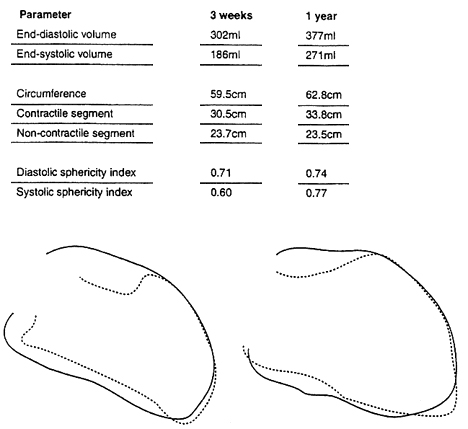 Parameter 3 weeks 1 year
End-diastolic volume 302ml 377ml
End-systolic volume 186ml 271ml
Circumference 59.5cm 62.8cm
Contractile segment 30.5cm 33.8cm
Non-contractile segment 23.7cm 23.5cm
Diastolic sphericity index 0.71 0.74
Systolic sphericity index 0.60 0.77